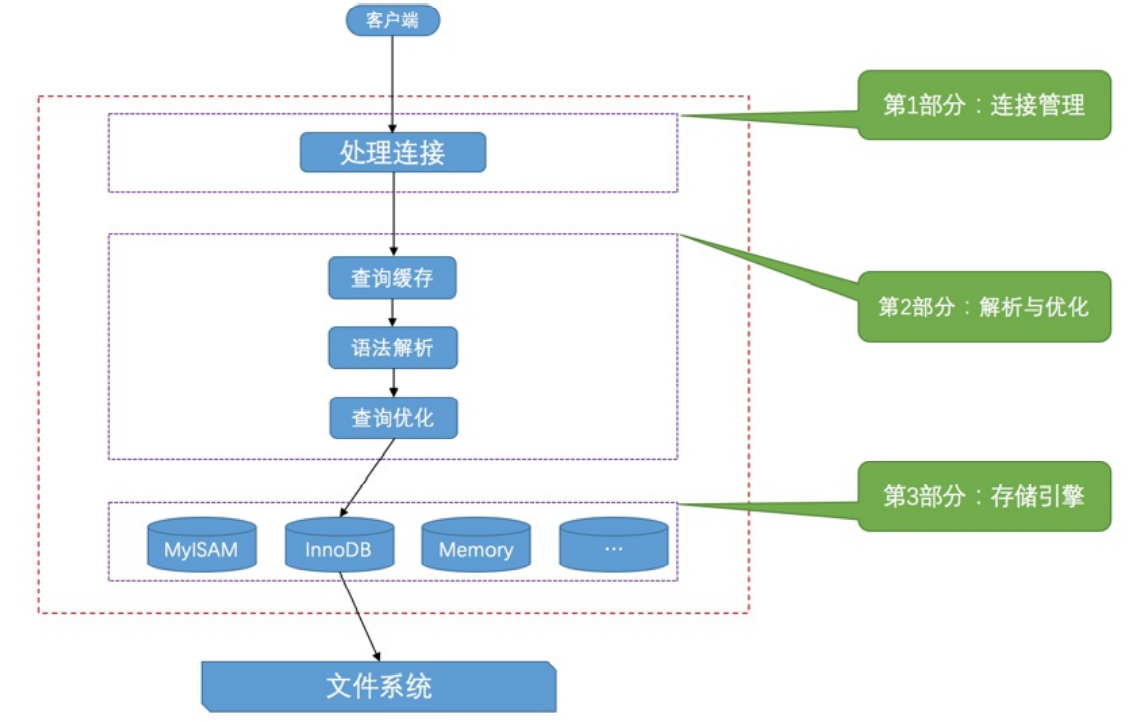 客户端
第1部分：连接管理
处理连接
查询缓存
第2部分：解析与优化
语法解析
查询优化
第3部分：存储引擎
MyISAM
InnoDB
Memory
...
文件系统